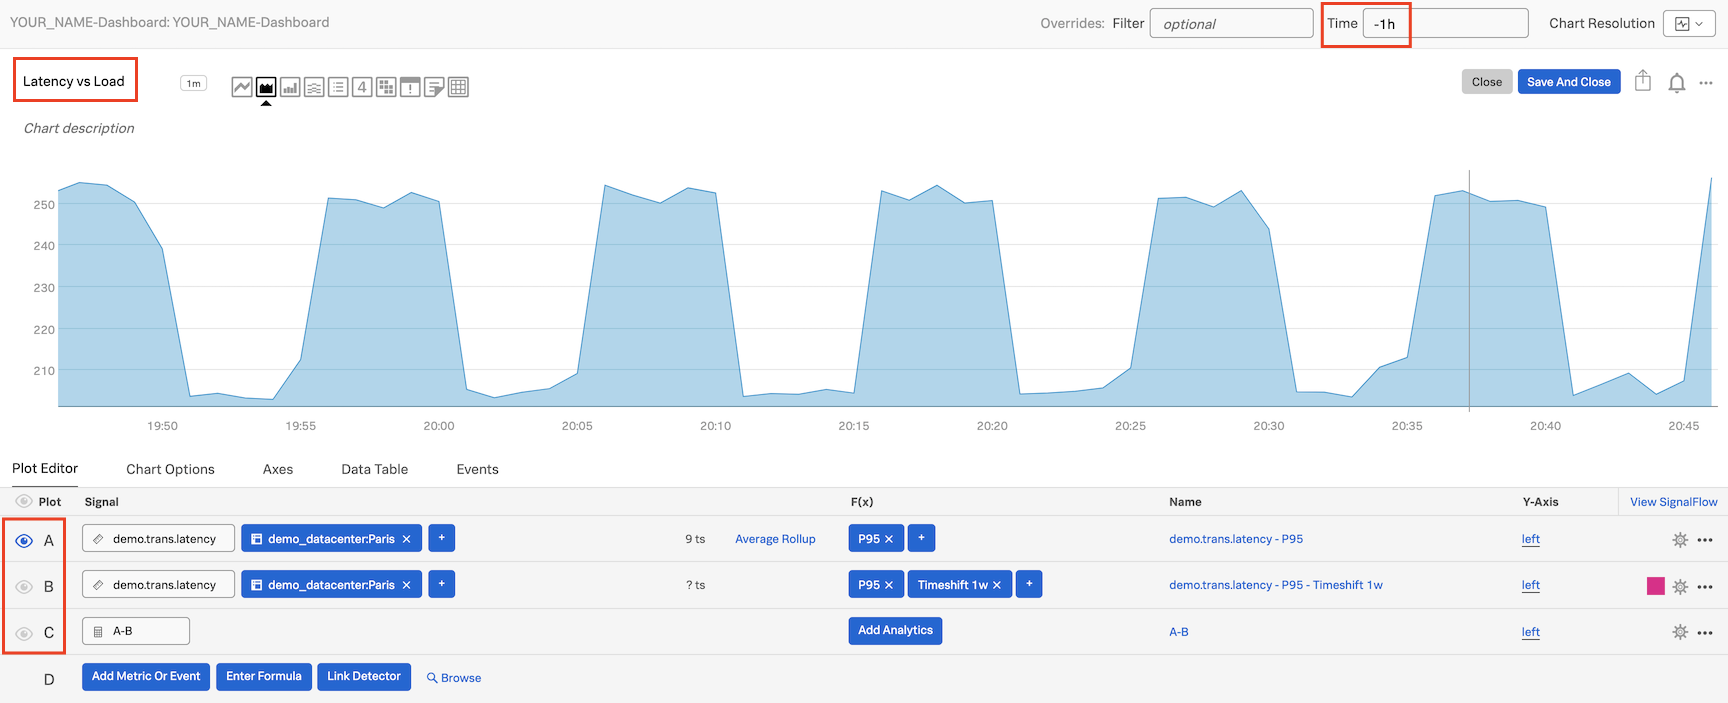 YOUR_NAME-Dashboard: YOUR_NAME-Dashboard
Overrides: Filter optional Time -1h Chart Resolution
Latency vs Load 1m 4 Close Save And Close
Chart description
250
240
230
220
210
19:50 19:55 20:00 20:05 20:10 20:15 20:20 20:25 20:30 20:35 20:40 20:45
Plot Editor Chart Options Axes Data Table Events
Plot Signal F(x) Name Y-Axis View SignalFlow
A demo.trans.latency demo_datacenter:Paris × + 9 ts Average Rollup P95 × + demo.trans.latency - P95 left
B demo.trans.latency demo_datacenter:Paris × + ? ts P95 × Timeshift 1w × + demo.trans.latency - P95 - Timeshift 1w left
C A-B Add Analytics A-B left
D Add Metric Or Event Enter Formula Link Detector Browse